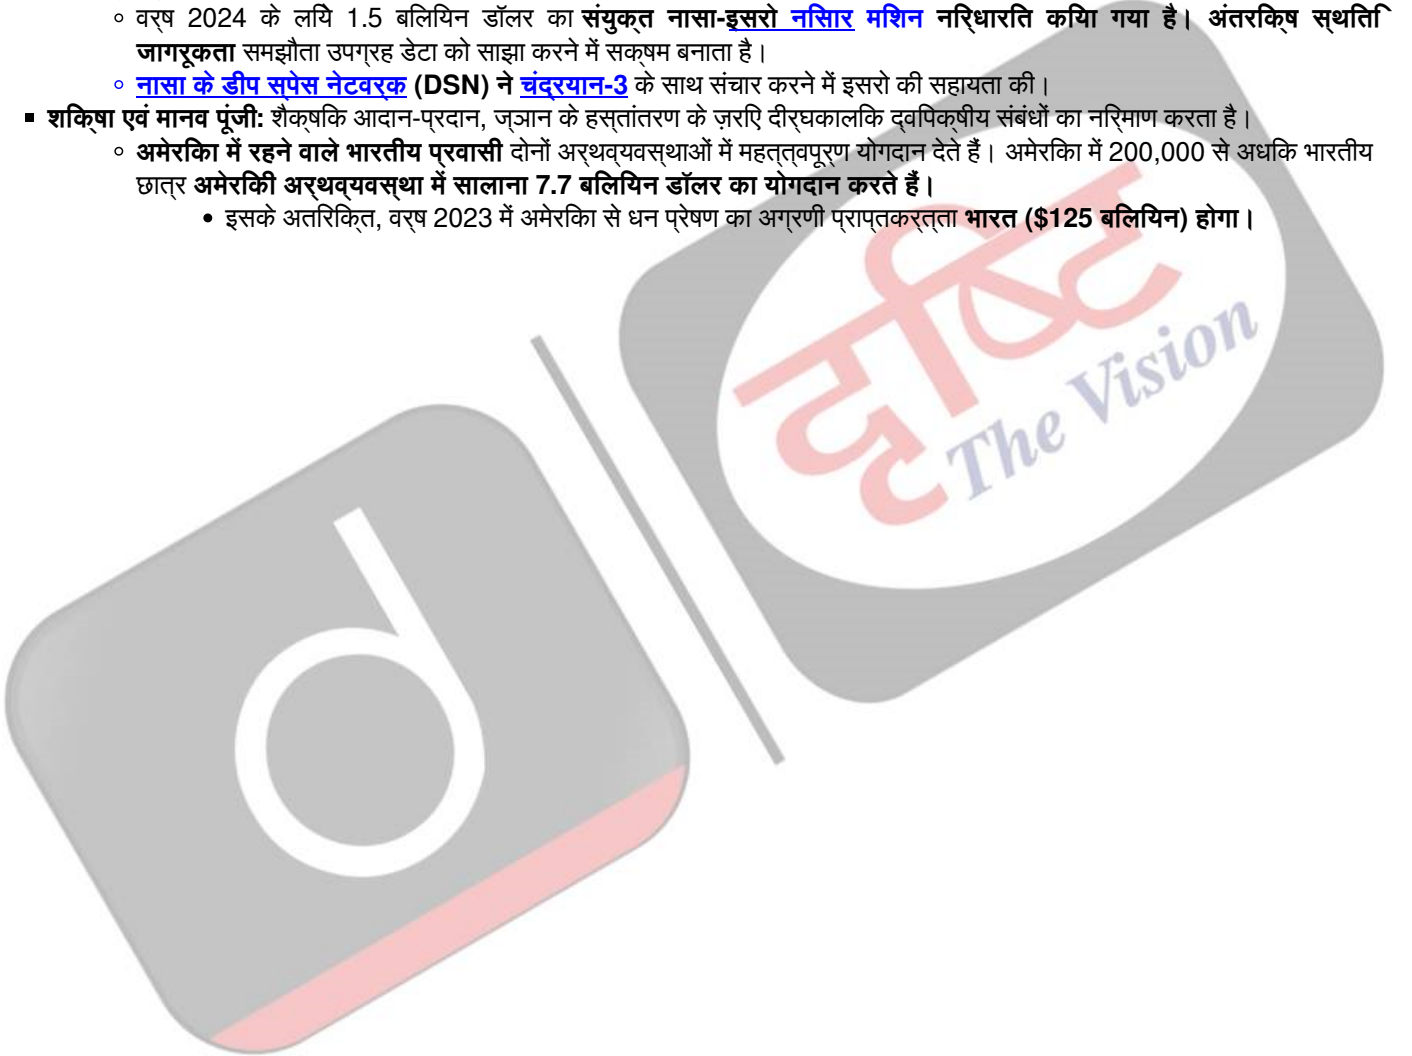 वर्ष 2024 के लिये 1.5 बिलियन डॉलर का संयुक्त नासा-इसरो निसार मिशन निर्धारित किया गया है। अंतरिक्ष स्थिति
जागरूकता समझौता उपग्रह डेटा को साझा करने में सक्षम बनाता है।
नासा के डीप स्पेस नेटवर्क (DSN) ने चंद्रयान-3 के साथ संचार करने में इसरो की सहायता की।
शिक्षा एवं मानव पूंजी: शैक्षिक आदान-प्रदान, ज्ञान के हस्तांतरण के ज़रिए दीर्घकालिक द्विपक्षीय संबंधों का निर्माण करता है।
अमेरिका में रहने वाले भारतीय प्रवासी दोनों अर्थव्यवस्थाओं में महत्त्वपूर्ण योगदान देते हैं। अमेरिका में 200,000 से अधिक भारतीय
छात्र अमेरिकी अर्थव्यवस्था में सालाना 7.7 बिलियन डॉलर का योगदान करते हैं।
इसके अतिरिक्त, वर्ष 2023 में अमेरिका से धन प्रेषण का अग्रणी प्राप्तकर्त्ता भारत ($125 बिलियन) होगा।
दृष्टि
The Vision
d